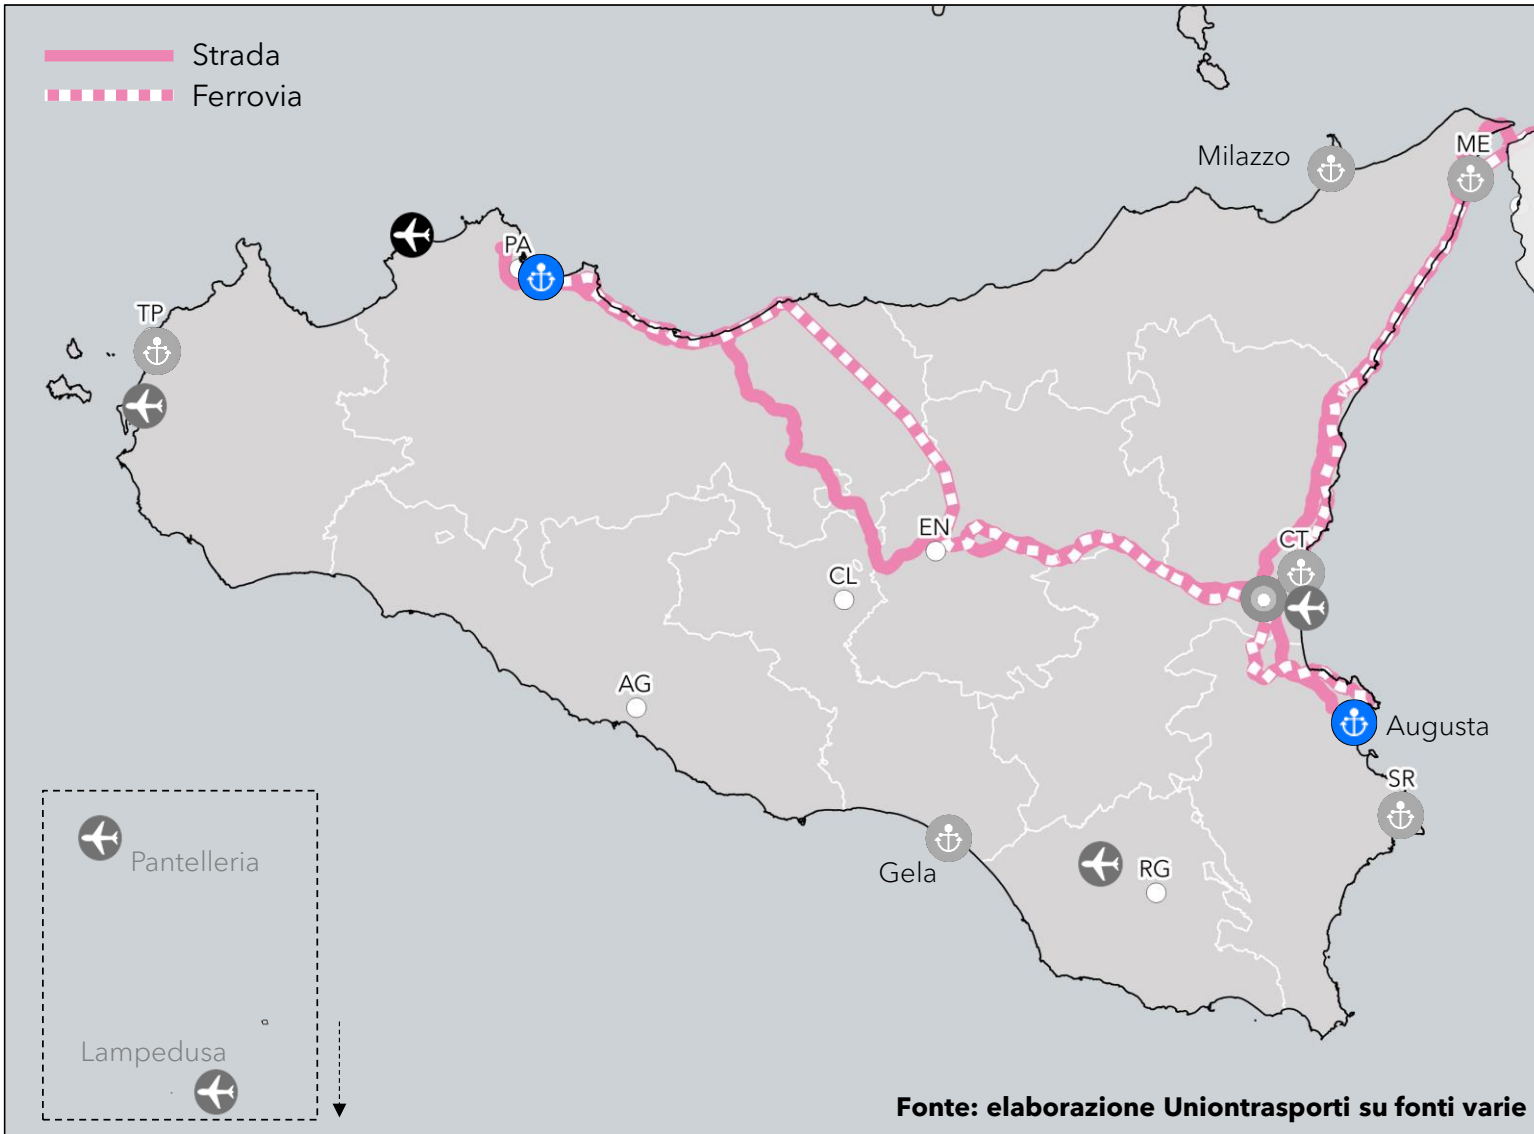 Strada
Ferrovia
Milazzo
ME
PA
TP
EN
CT
CL
AG
Augusta
SR
Gela
RG
Pantelleria
Lampedusa
Fonte: elaborazione Uniontrasporti su fonti varie